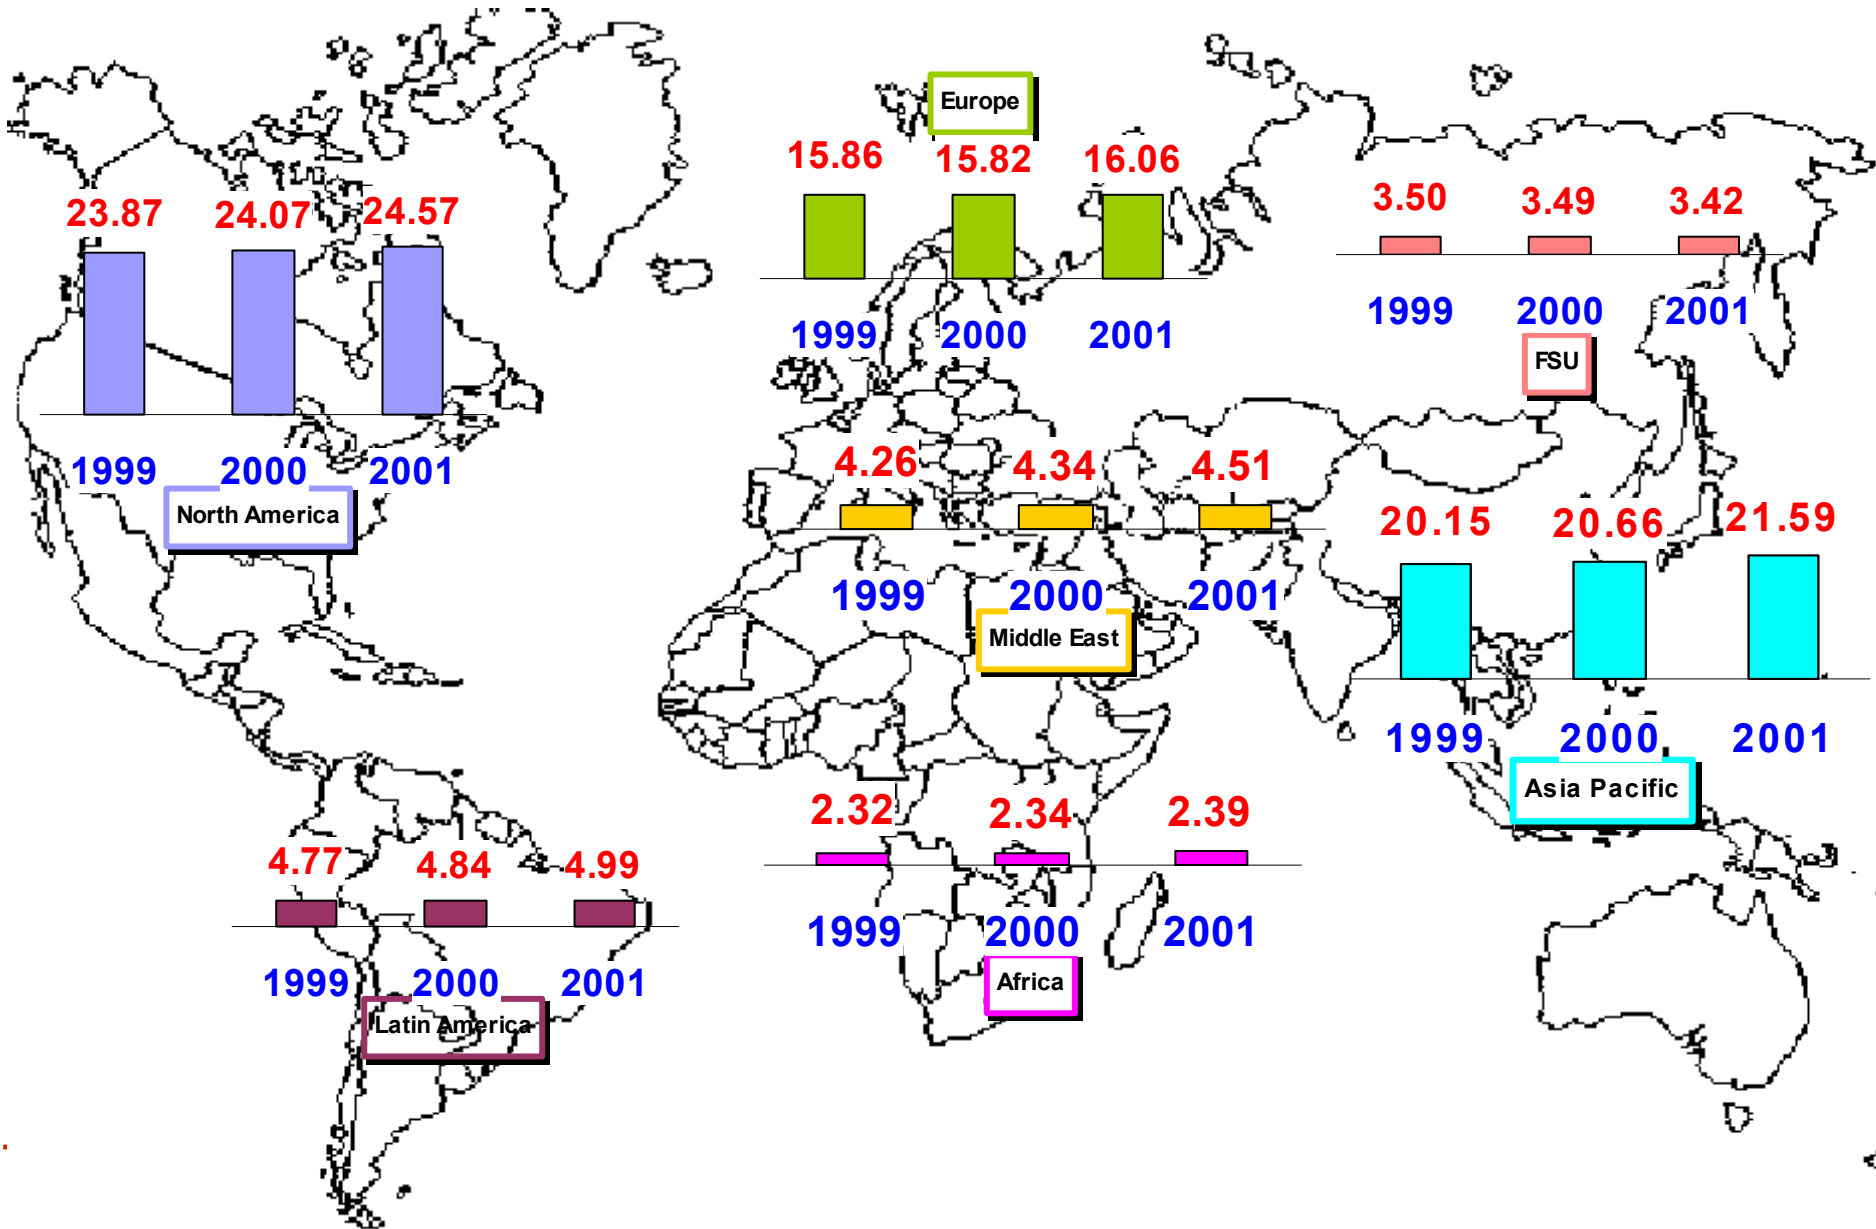 Europe
15.86 15.82 16.06
1999 2000 2001
3.50 3.49 3.42
1999 2000 2001
FSU
23.87 24.07 24.57
1999 2000 2001
North America
4.26 4.34 4.51
1999 2000 2001
Middle East
20.15 20.66 21.59
1999 2000 2001
Asia Pacific
4.77 4.84 4.99
1999 2000 2001
Latin America
2.32 2.34 2.39
1999 2000 2001
Africa